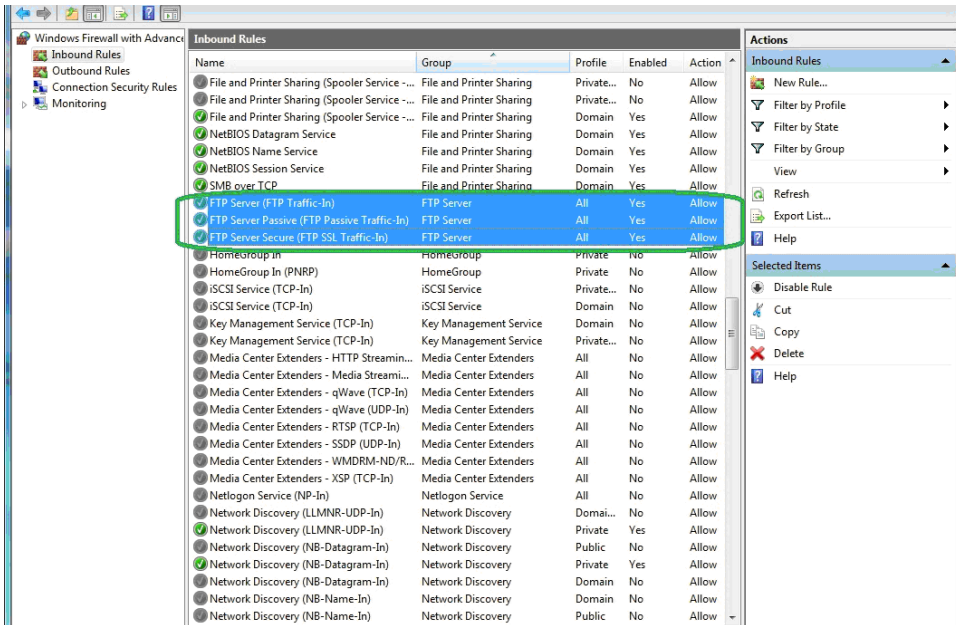 Windows Firewall with Advance
Inbound Rules
Outbound Rules
Connection Security Rules
Monitoring
Inbound Rules
Name Group Profile Enabled Action
File and Printer Sharing (Spooler Service -... File and Printer Sharing Private... No Allow
File and Printer Sharing (Spooler Service -... File and Printer Sharing Private... No Allow
File and Printer Sharing (Spooler Service -... File and Printer Sharing Domain Yes Allow
NetBIOS Datagram Service File and Printer Sharing Domain Yes Allow
NetBIOS Name Service File and Printer Sharing Domain Yes Allow
NetBIOS Session Service File and Printer Sharing Domain Yes Allow
SMB over TCP File and Printer Sharing Domain Yes Allow
FTP Server (FTP Traffic-In) FTP Server All Yes Allow
FTP Server Passive (FTP Passive Traffic-In) FTP Server All Yes Allow
FTP Server Secure (FTP SSL Traffic-In) FTP Server All Yes Allow
HomeGroup In HomeGroup Private No Allow
HomeGroup In (PNRP) HomeGroup Private No Allow
iSCSI Service (TCP-In) iSCSI Service Private... No Allow
iSCSI Service (TCP-In) iSCSI Service Domain No Allow
Key Management Service (TCP-In) Key Management Service Domain No Allow
Key Management Service (TCP-In) Key Management Service Private... No Allow
Media Center Extenders - HTTP Streamin... Media Center Extenders All No Allow
Media Center Extenders - Media Streami... Media Center Extenders All No Allow
Media Center Extenders - qWave (TCP-In) Media Center Extenders All No Allow
Media Center Extenders - qWave (UDP-In) Media Center Extenders All No Allow
Media Center Extenders - RTSP (TCP-In) Media Center Extenders All No Allow
Media Center Extenders - SSDP (UDP-In) Media Center Extenders All No Allow
Media Center Extenders - WMDRM-ND/R... Media Center Extenders All No Allow
Media Center Extenders - XSP (TCP-In) Media Center Extenders All No Allow
Netlogon Service (NP-In) Netlogon Service All No Allow
Network Discovery (LLMNR-UDP-In) Network Discovery Domai... No Allow
Network Discovery (LLMNR-UDP-In) Network Discovery Private Yes Allow
Network Discovery (NB-Datagram-In) Network Discovery Public No Allow
Network Discovery (NB-Datagram-In) Network Discovery Private Yes Allow
Network Discovery (NB-Datagram-In) Network Discovery Domain No Allow
Network Discovery (NB-Name-In) Network Discovery Domain No Allow
Network Discovery (NB-Name-In) Network Discovery Public No Allow
Actions
Inbound Rules
New Rule...
Filter by Profile
Filter by State
Filter by Group
View
Refresh
Export List...
Help
Selected Items
Disable Rule
Cut
Copy
Delete
Help